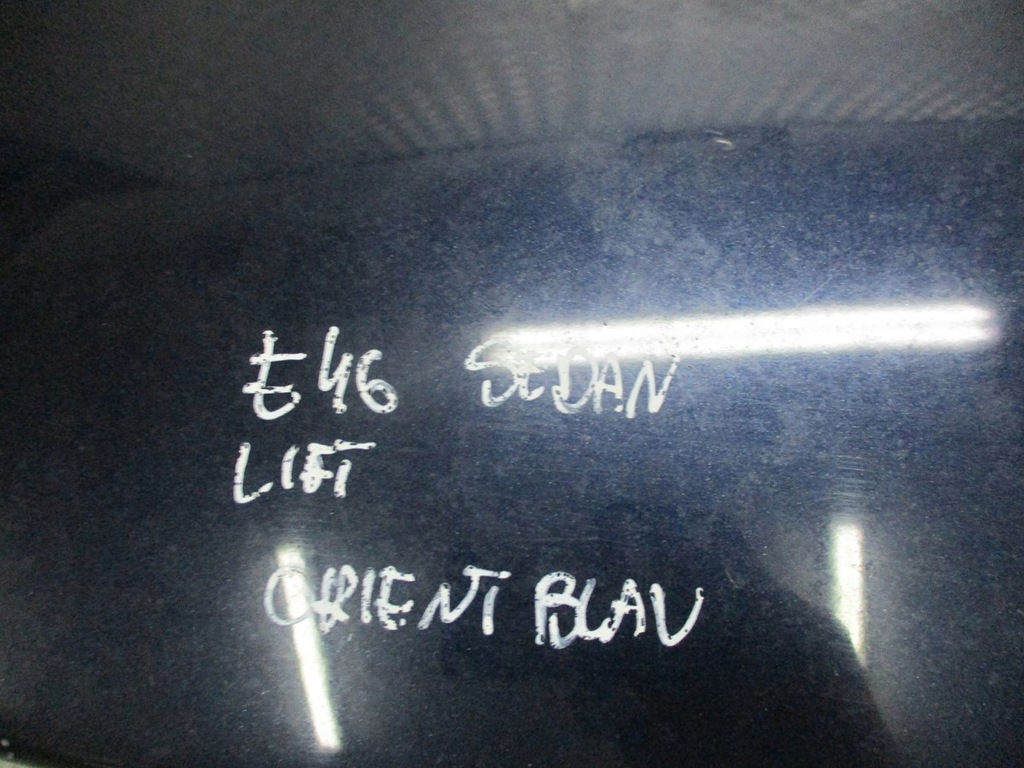 E46 SEDAN
LIFT
ORIENT BLAU